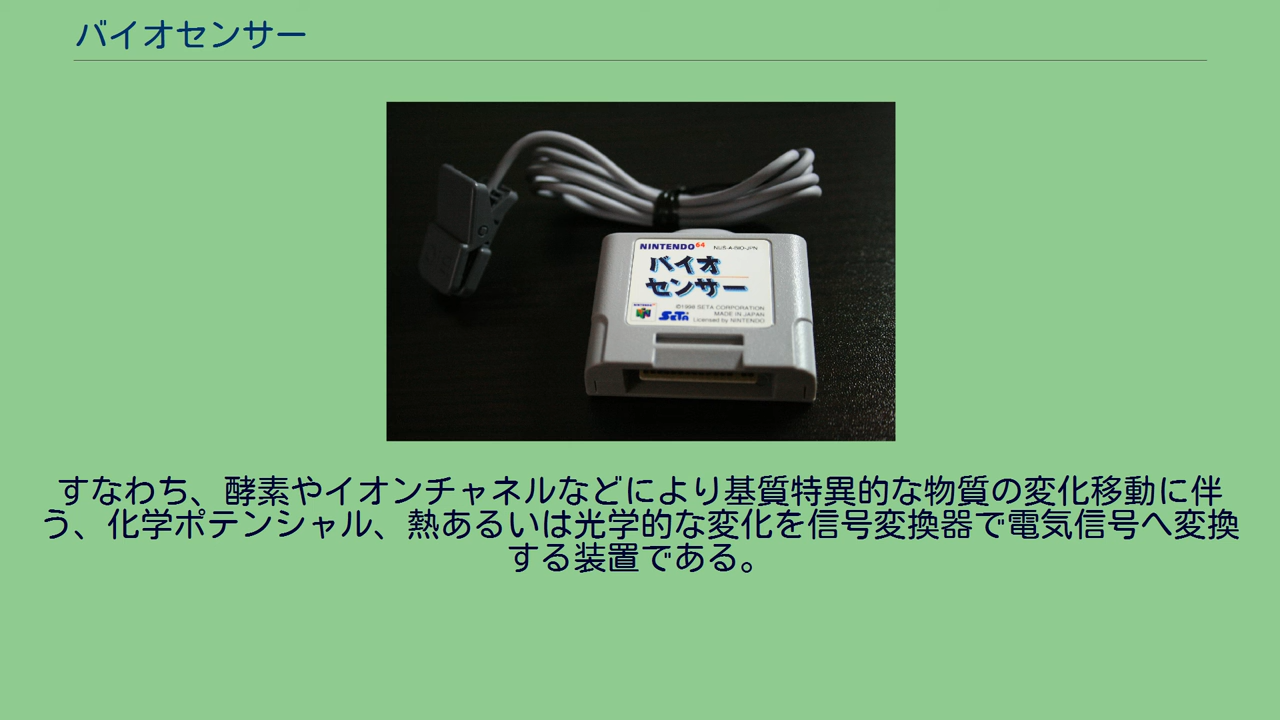 バイオセンサー
NINTENDO64 NUS-A-BIO-JPN
バイオ
センサー
©1998 SETA CORPORATION
MADE IN JAPAN
SETA Licensed by NINTENDO
すなわち、酵素やイオンチャネルなどにより基質特異的な物質の変化移動に伴
う、化学ポテンシャル、熱あるいは光学的な変化を信号変換器で電気信号へ変換
する装置である。